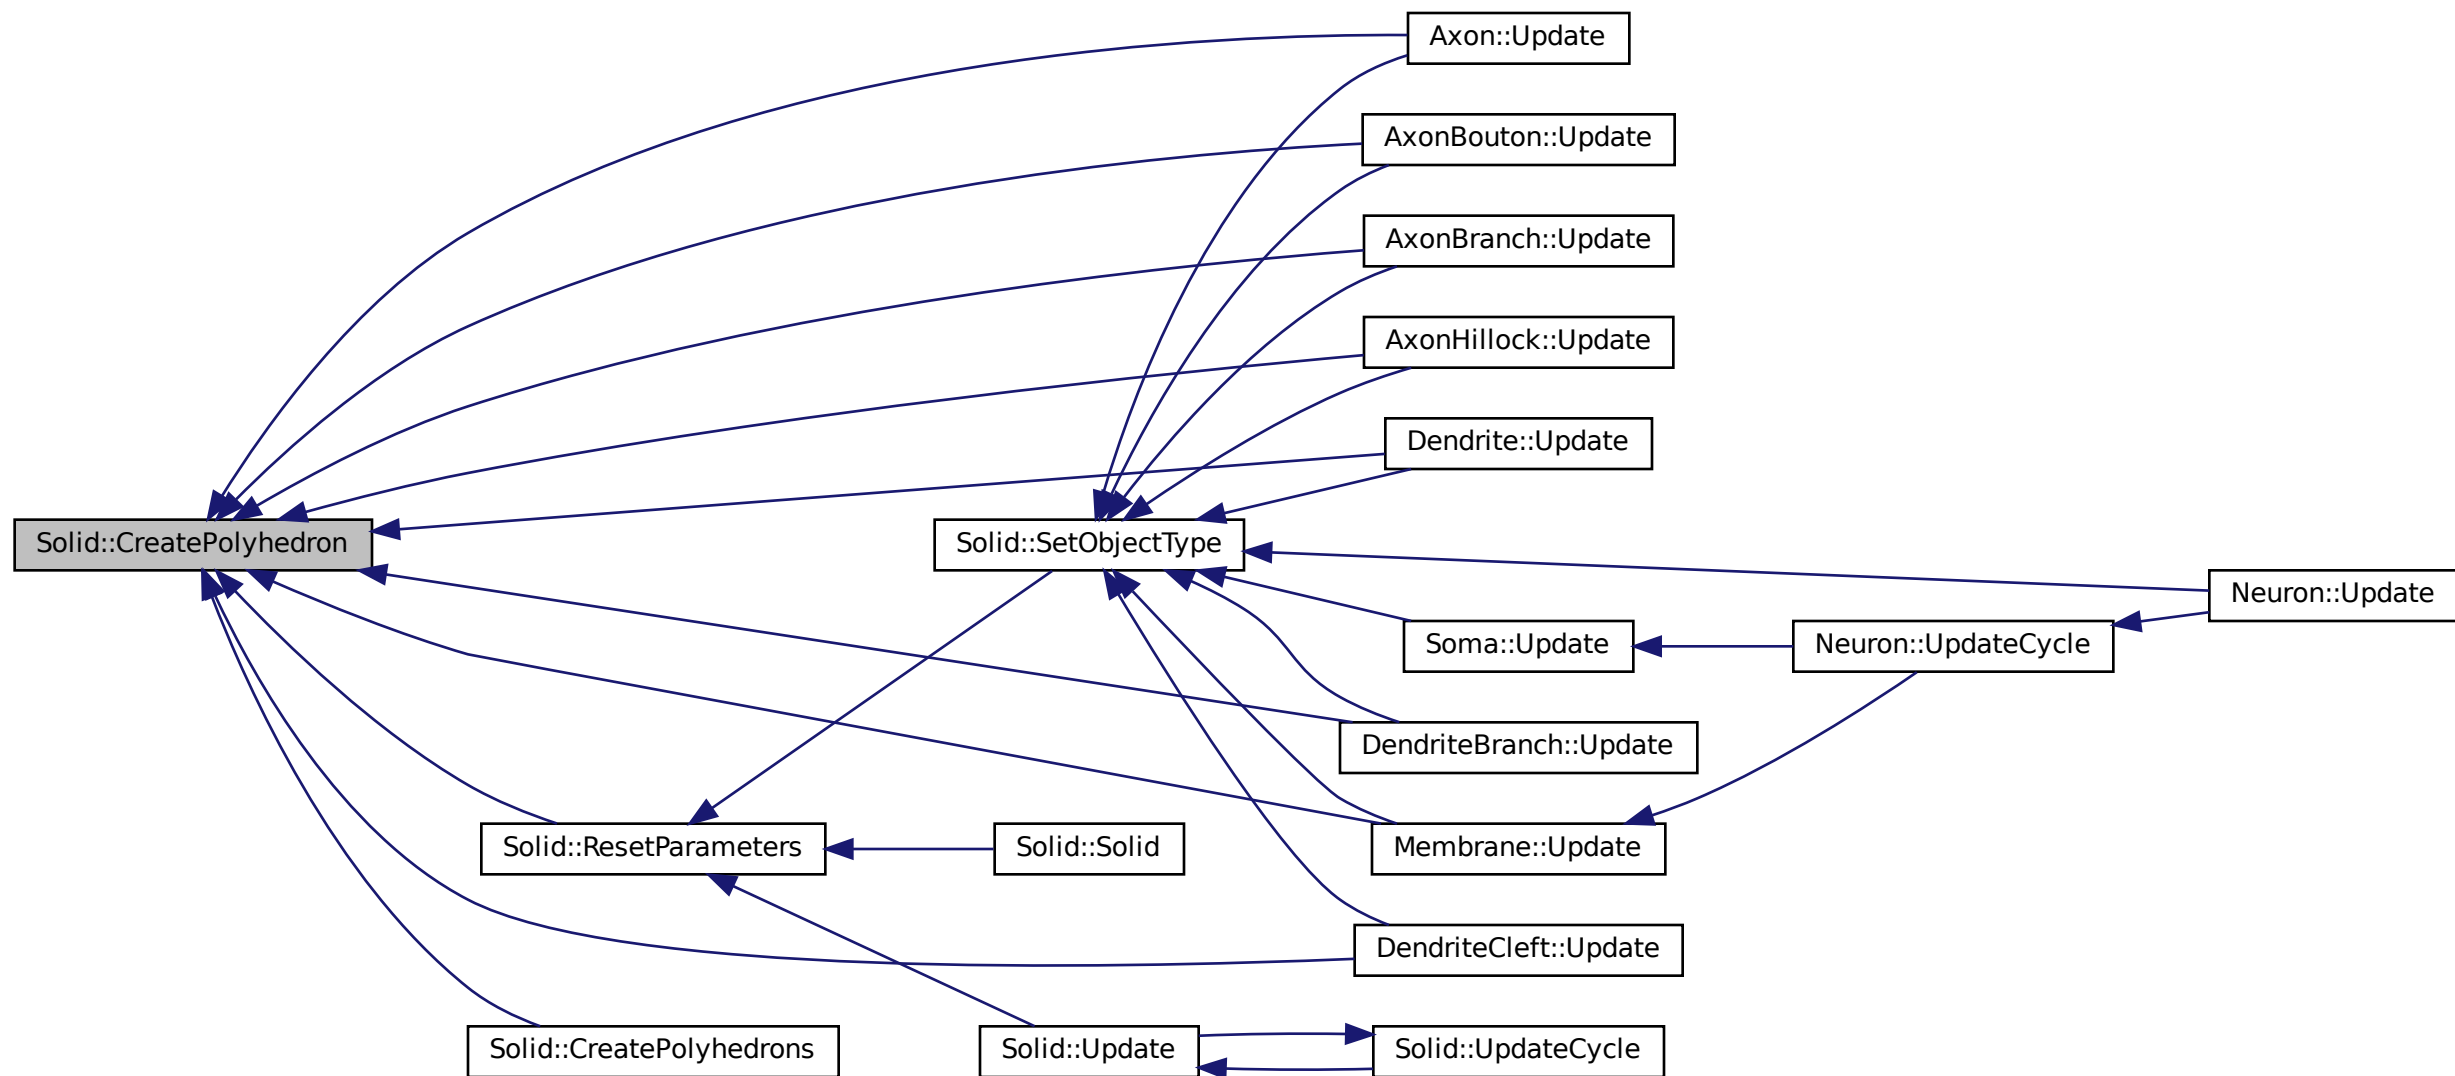 Axon::Update
AxonBouton::Update
AxonBranch::Update
AxonHillock::Update
Dendrite::Update
Solid::CreatePolyhedron
Solid::SetObjectType
Neuron::Update
Soma::Update
Neuron::UpdateCycle
DendriteBranch::Update
Solid::ResetParameters
Solid::Solid
Membrane::Update
DendriteCleft::Update
Solid::CreatePolyhedrons
Solid::Update
Solid::UpdateCycle